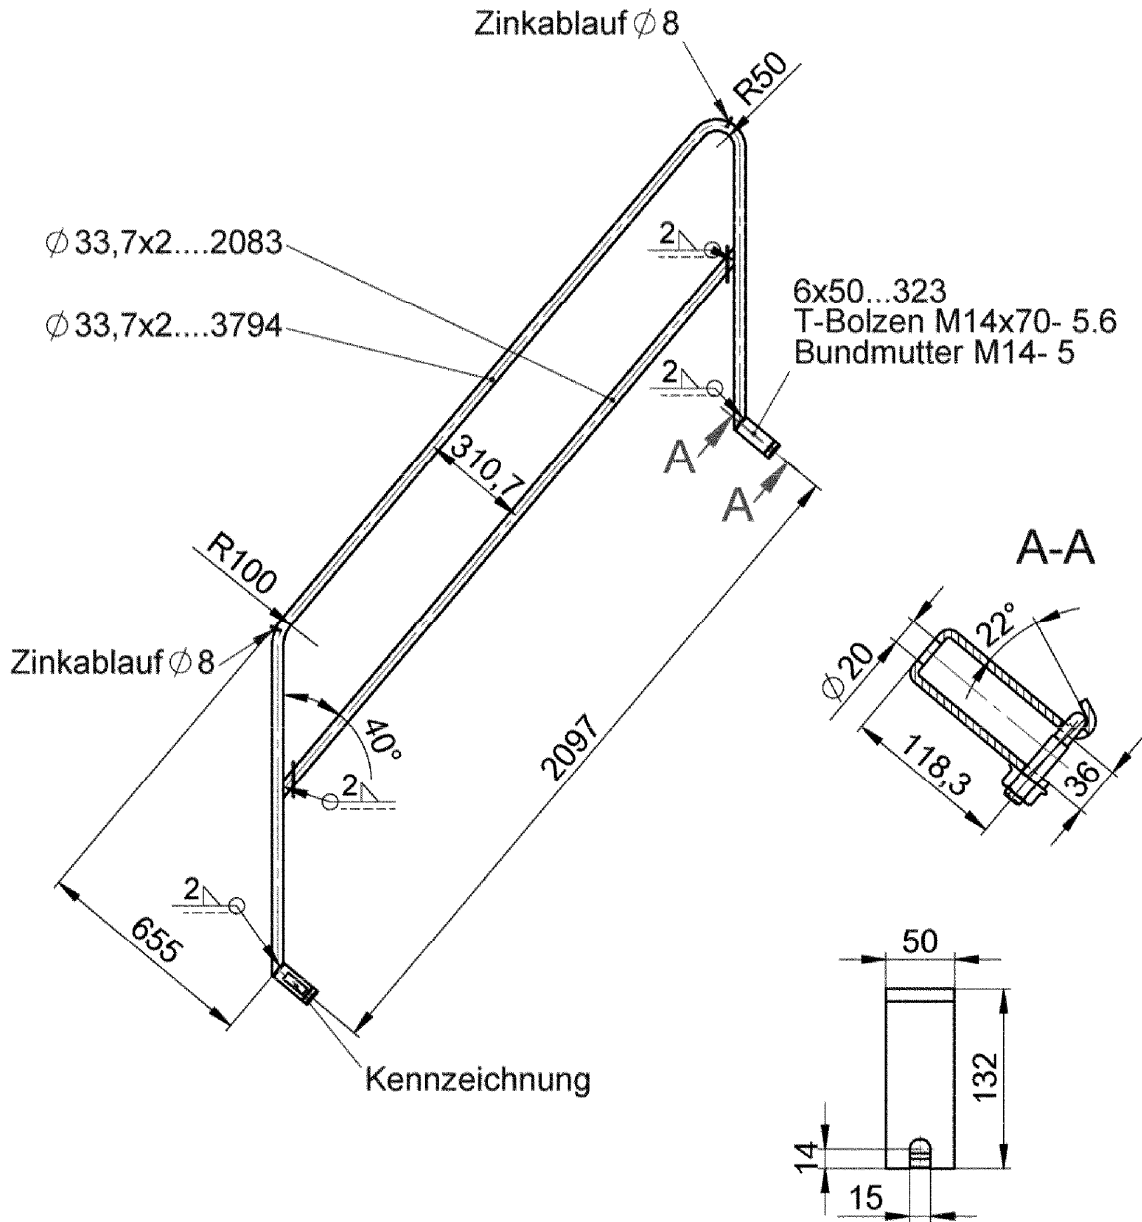 Zinkablauf ∅ 8
R50
∅ 33,7x2....2083
2
6x50...323
T-Bolzen M14x70- 5.6
Bundmutter M14- 5
∅ 33,7x2....3794
2
A
A
310,7
A-A
R100
22°
Zinkablauf ∅ 8
∅ 20
40°
2097
118,3
36
2
2
655
50
Kennzeichnung
132
14
15